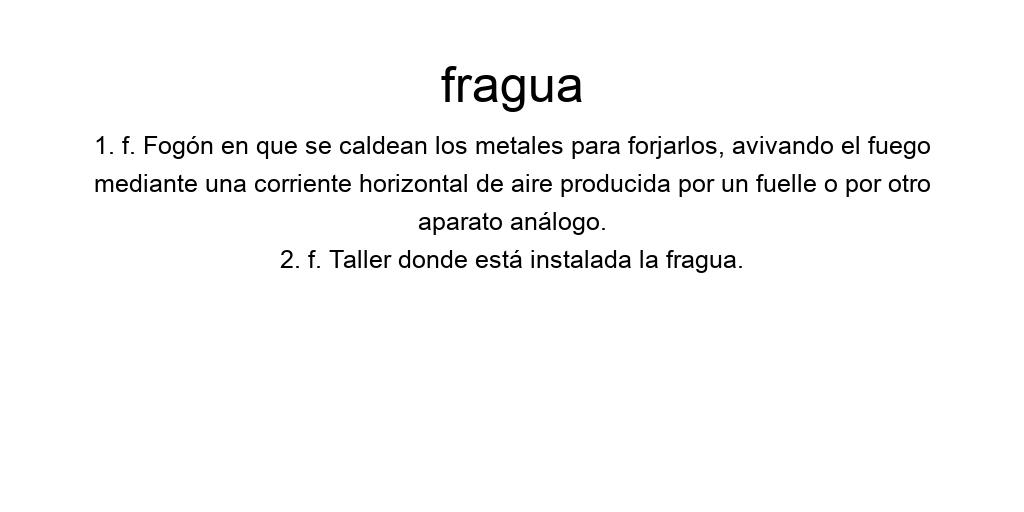 fragua
1. f. Fogón en que se caldean los metales para forjarlos, avivando el fuego
mediante una corriente horizontal de aire producida por un fuelle o por otro
aparato análogo.
2. f. Taller donde está instalada la fragua.